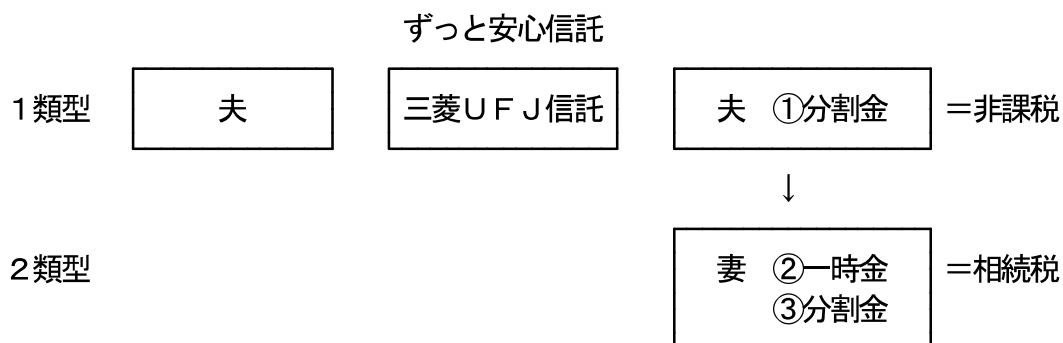 ずっと安心信託
１類型 夫 三菱ＵＦＪ信託 夫 ①分割金 ＝非課税
↓
２類型 妻 ②一時金 ＝相続税
③分割金